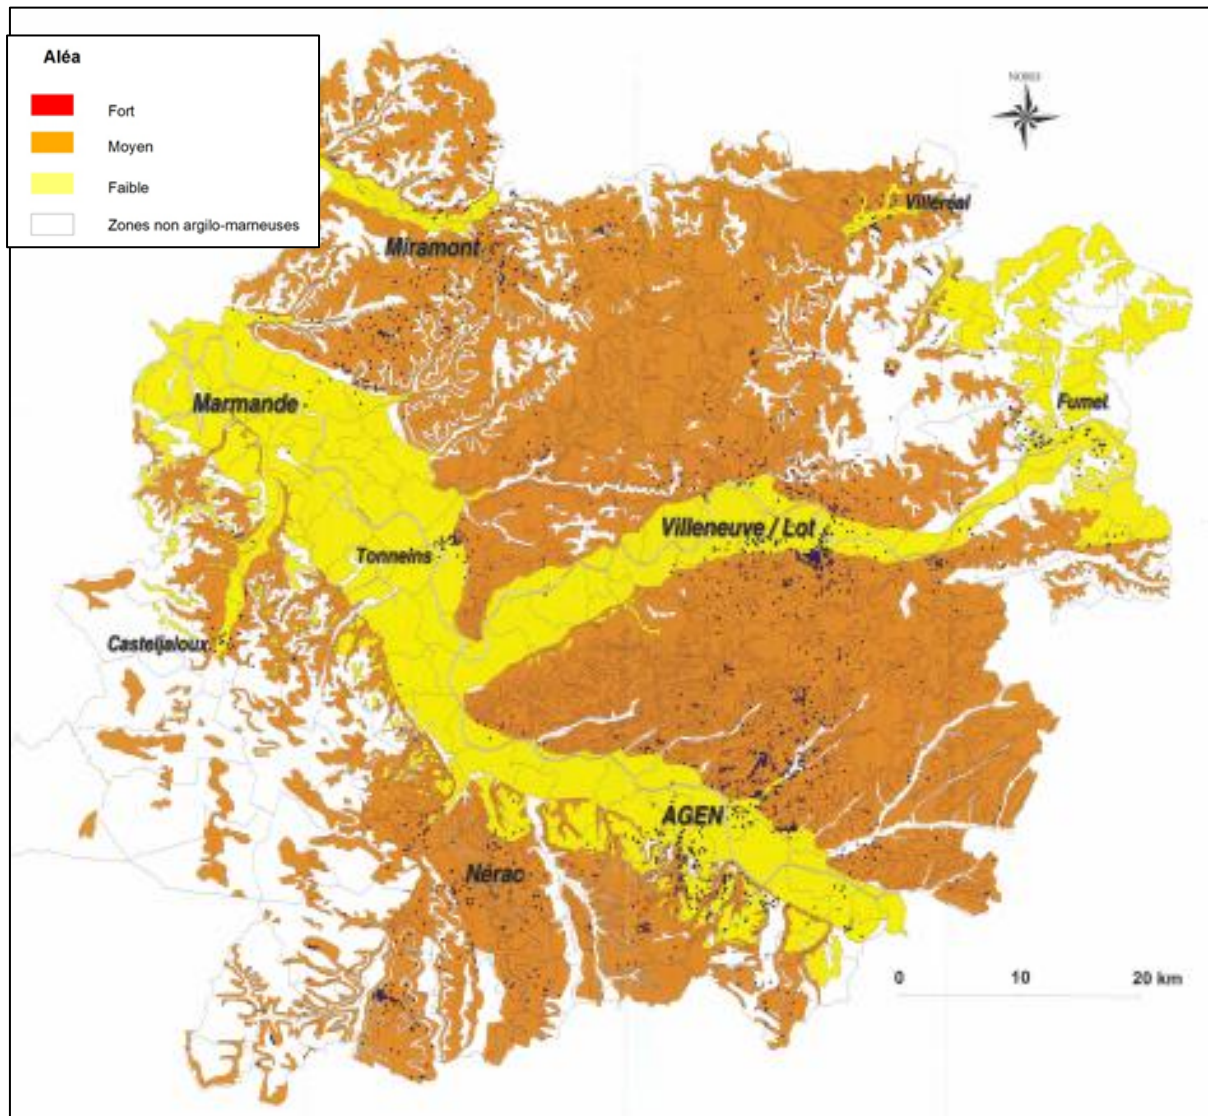 Aléa
Fort
Moyen
Faible
Zones non argilo-marneuses
NORD
Villeréal
Miramont
Marmande
Fumel
Villeneuve / Lot
Tonneins
Casteljaloux
AGEN
Nérac
0 10 20 km